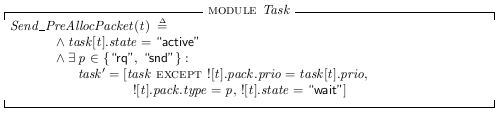 MODULE Task
Send_PreAllocPacket(t) ≜
∧ task[t].state = “active”
∧ ∃ p ∈ {“rq”, “snd”} :
task′ = [task EXCEPT ![t].pack.prio = task[t].prio,
![t].pack.type = p, ![t].state = “wait”]